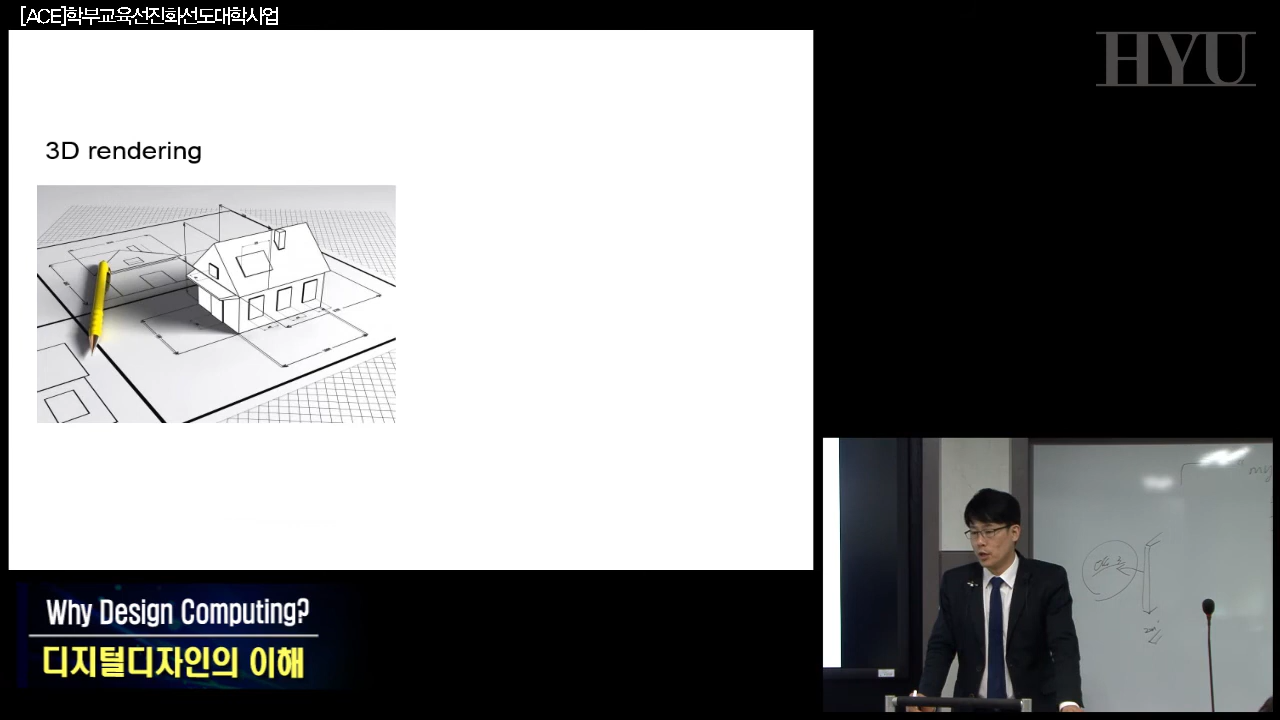 [ACE]학부교육선진화선도대학사업
HYU
3D rendering
Why Design Computing?
디지털디자인의 이해